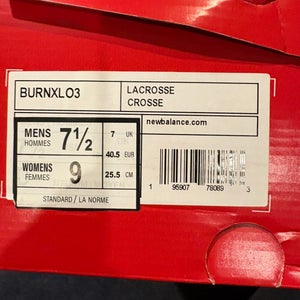 BURNXLO3
LACROSSE
CROSSE
newbalance.com
MENS
HOMMES
7½
7 UK
40.5 EUR
WOMENS
FEMMES
9
25.5 CM
STANDARD / LA NORME
1 95907 78089 3